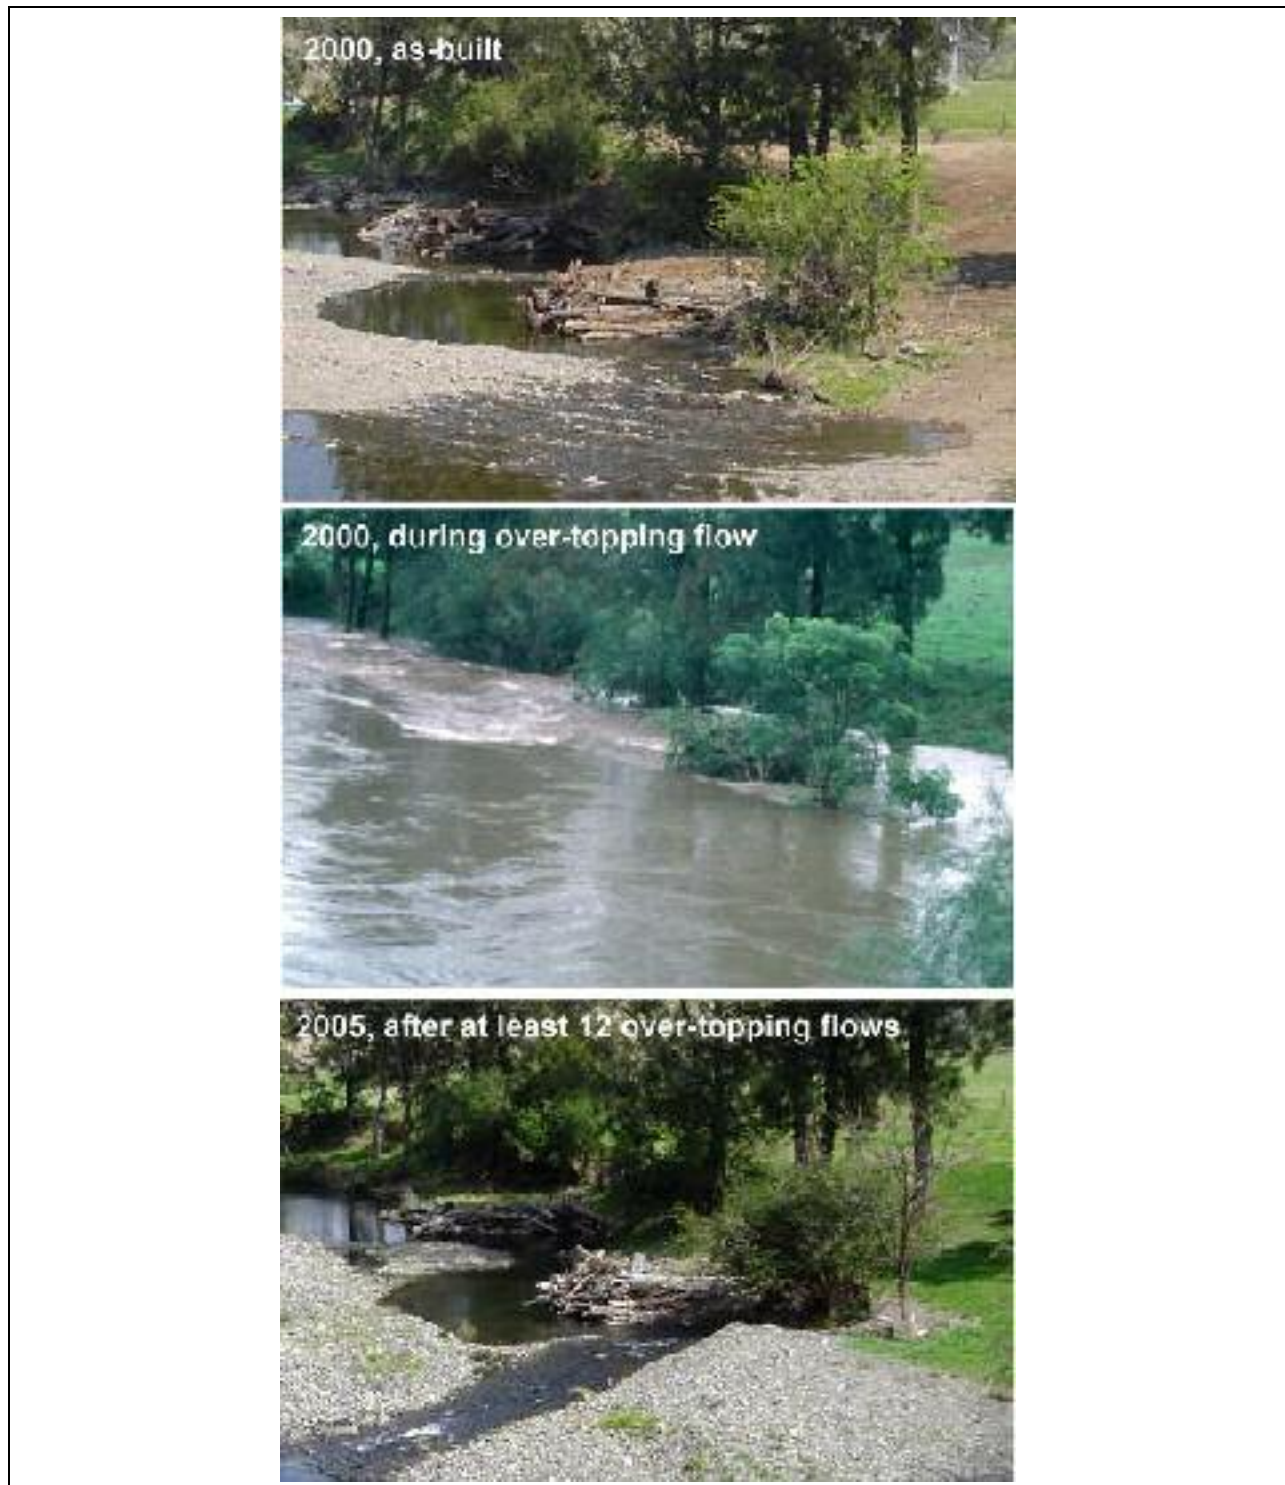 2000, as-built
2000, during over-topping flow
2005, after at least 12 over-topping flows